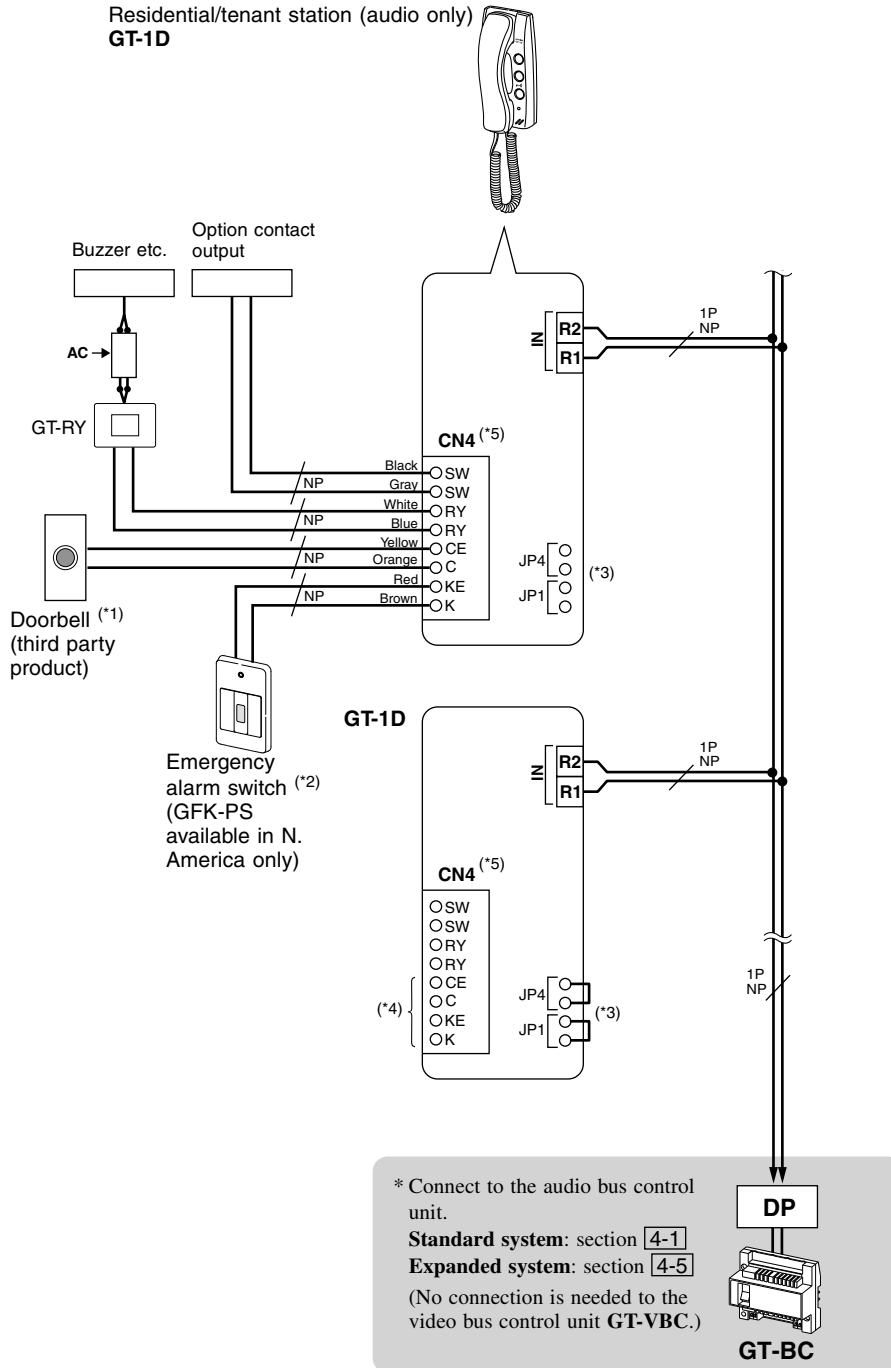 Residential/tenant station (audio only)
GT-1D
Buzzer etc.
Option contact
output
AC
GT-RY
IN
R2
R1
1P
NP
CN4 (*5)
Black
SW
NP
Gray
SW
White
RY
NP
Blue
RY
Yellow
CE
NP
Orange
C
Red
KE
NP
Brown
K
JP4
JP1
(*3)
Doorbell (*1)
(third party
product)
Emergency
alarm switch (*2)
(GFK-PS
available in N.
America only)
GT-1D
IN
R2
R1
1P
NP
CN4 (*5)
SW
SW
RY
RY
CE
C
KE
K
(*4)
JP4
JP1
(*3)
1P
NP
* Connect to the audio bus control
unit.
Standard system: section 4-1
Expanded system: section 4-5
(No connection is needed to the
video bus control unit GT-VBC.)
DP
GT-BC